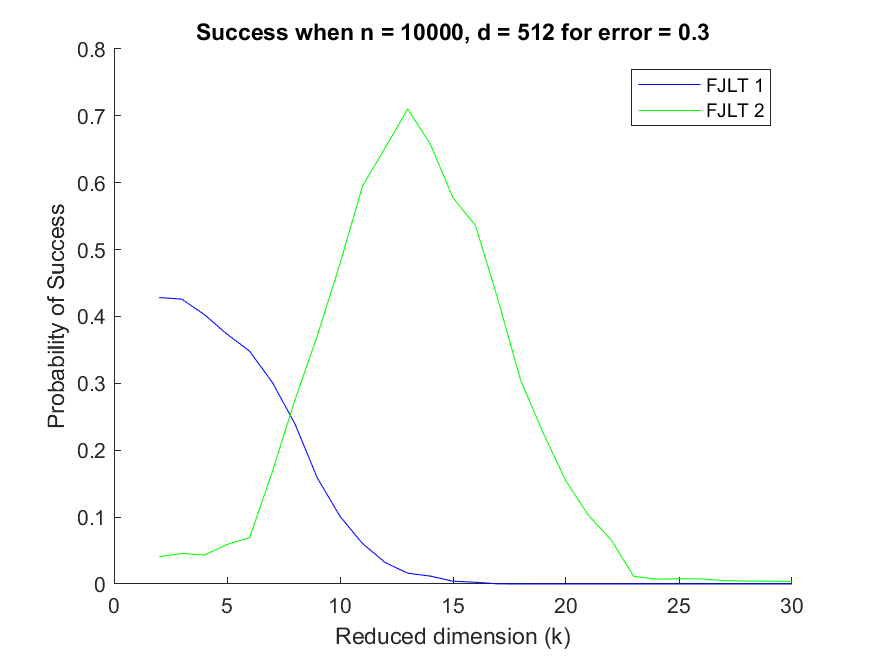 Success when n = 10000, d = 512 for error = 0.3
FJLT 1
FJLT 2
Probability of Success
0.8
0.7
0.6
0.5
0.4
0.3
0.2
0.1
0
0 5 10 15 20 25 30
Reduced dimension (k)